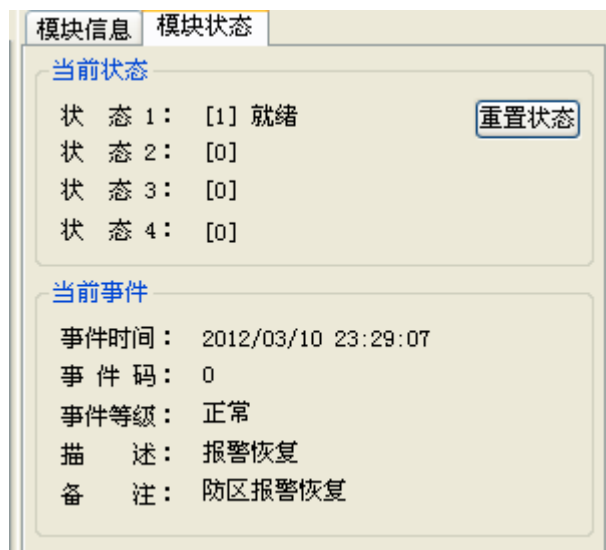 模块信息 模块状态
当前状态
状 态 1： [1] 就绪 重置状态
状 态 2： [0]
状 态 3： [0]
状 态 4： [0]
当前事件
事件时间： 2012/03/10 23:29:07
事 件 码： 0
事件等级： 正常
描 述： 报警恢复
备 注： 防区报警恢复